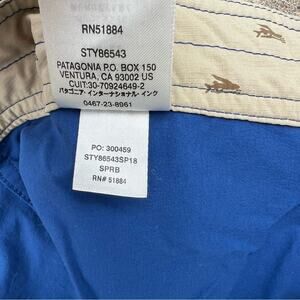 RN51884
STY86543
PATAGONIA P.O. BOX 150
VENTURA, CA 93002 US
CUIT:30-70924649-2
パタゴニア・インターナショナル・インク
0467-23-8961
PO: 300459
STY86543SP18
SPRB
RN# 51884